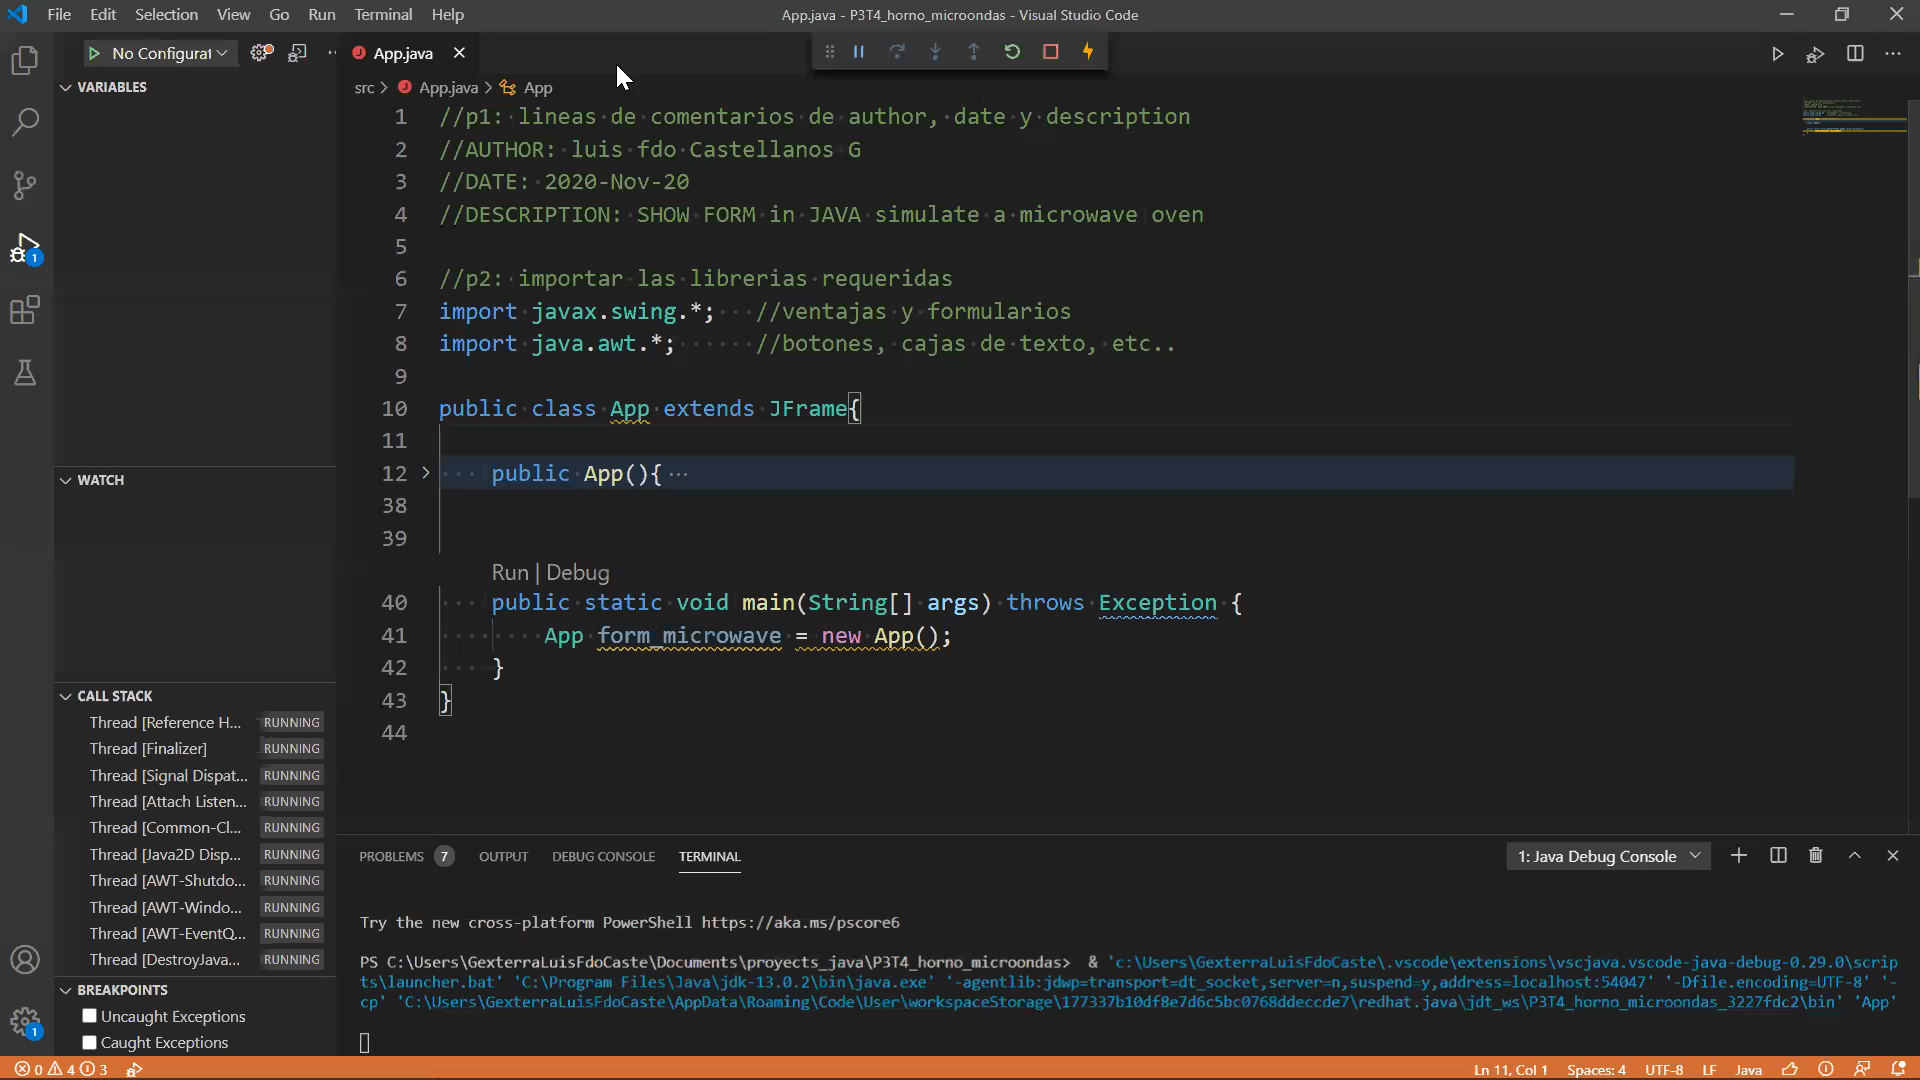 File Edit Selection View Go Run Terminal Help
App.java - P3T4_horno_microondas - Visual Studio Code
No Configurat
App.java
VARIABLES
src > App.java > App
1 //p1: lineas de comentarios de author, date y description
2 //AUTHOR: luis fdo Castellanos G
3 //DATE: 2020-Nov-20
4 //DESCRIPTION: SHOW FORM in JAVA simulate a microwave oven
5
6 //p2: importar las librerias requeridas
7 import javax.swing.*; //ventajas y formularios
8 import java.awt.*; //botones, cajas de texto, etc..
9
10 public class App extends JFrame{
11
12 public App(){ ...
38
39
Run | Debug
40 public static void main(String[] args) throws Exception {
41 App form_microwave = new App();
42 }
43 }
44
WATCH
CALL STACK
Thread [Reference H... RUNNING
Thread [Finalizer] RUNNING
Thread [Signal Dispat... RUNNING
Thread [Attach Listen... RUNNING
Thread [Common-Cl... RUNNING
Thread [Java2D Disp... RUNNING
Thread [AWT-Shutdo... RUNNING
Thread [AWT-Windo... RUNNING
Thread [AWT-EventQ... RUNNING
Thread [DestroyJava... RUNNING
BREAKPOINTS
Uncaught Exceptions
Caught Exceptions
1
1
PROBLEMS 7 OUTPUT DEBUG CONSOLE TERMINAL
1: Java Debug Console
Try the new cross-platform PowerShell https://aka.ms/pscore6
PS C:\Users\GexterraLuisFdoCaste\Documents\proyects_java\P3T4_horno_microondas> & 'c:\Users\GexterraLuisFdoCaste\.vscode\extensions\vscjava.vscode-java-debug-0.29.0\scrip
ts\launcher.bat' 'C:\Program Files\Java\jdk-13.0.2\bin\java.exe' '-agentlib:jdwp=transport=dt_socket,server=n,suspend=y,address=localhost:54047' '-Dfile.encoding=UTF-8' '-
cp' 'C:\Users\GexterraLuisFdoCaste\AppData\Roaming\Code\User\workspaceStorage\177337b10df8e7d6c5bc0768ddeccde7\redhat.java\jdt_ws\P3T4_horno_microondas_3227fdc2\bin' 'App'
0 4 3
Ln 11, Col 1 Spaces: 4 UTF-8 LF Java